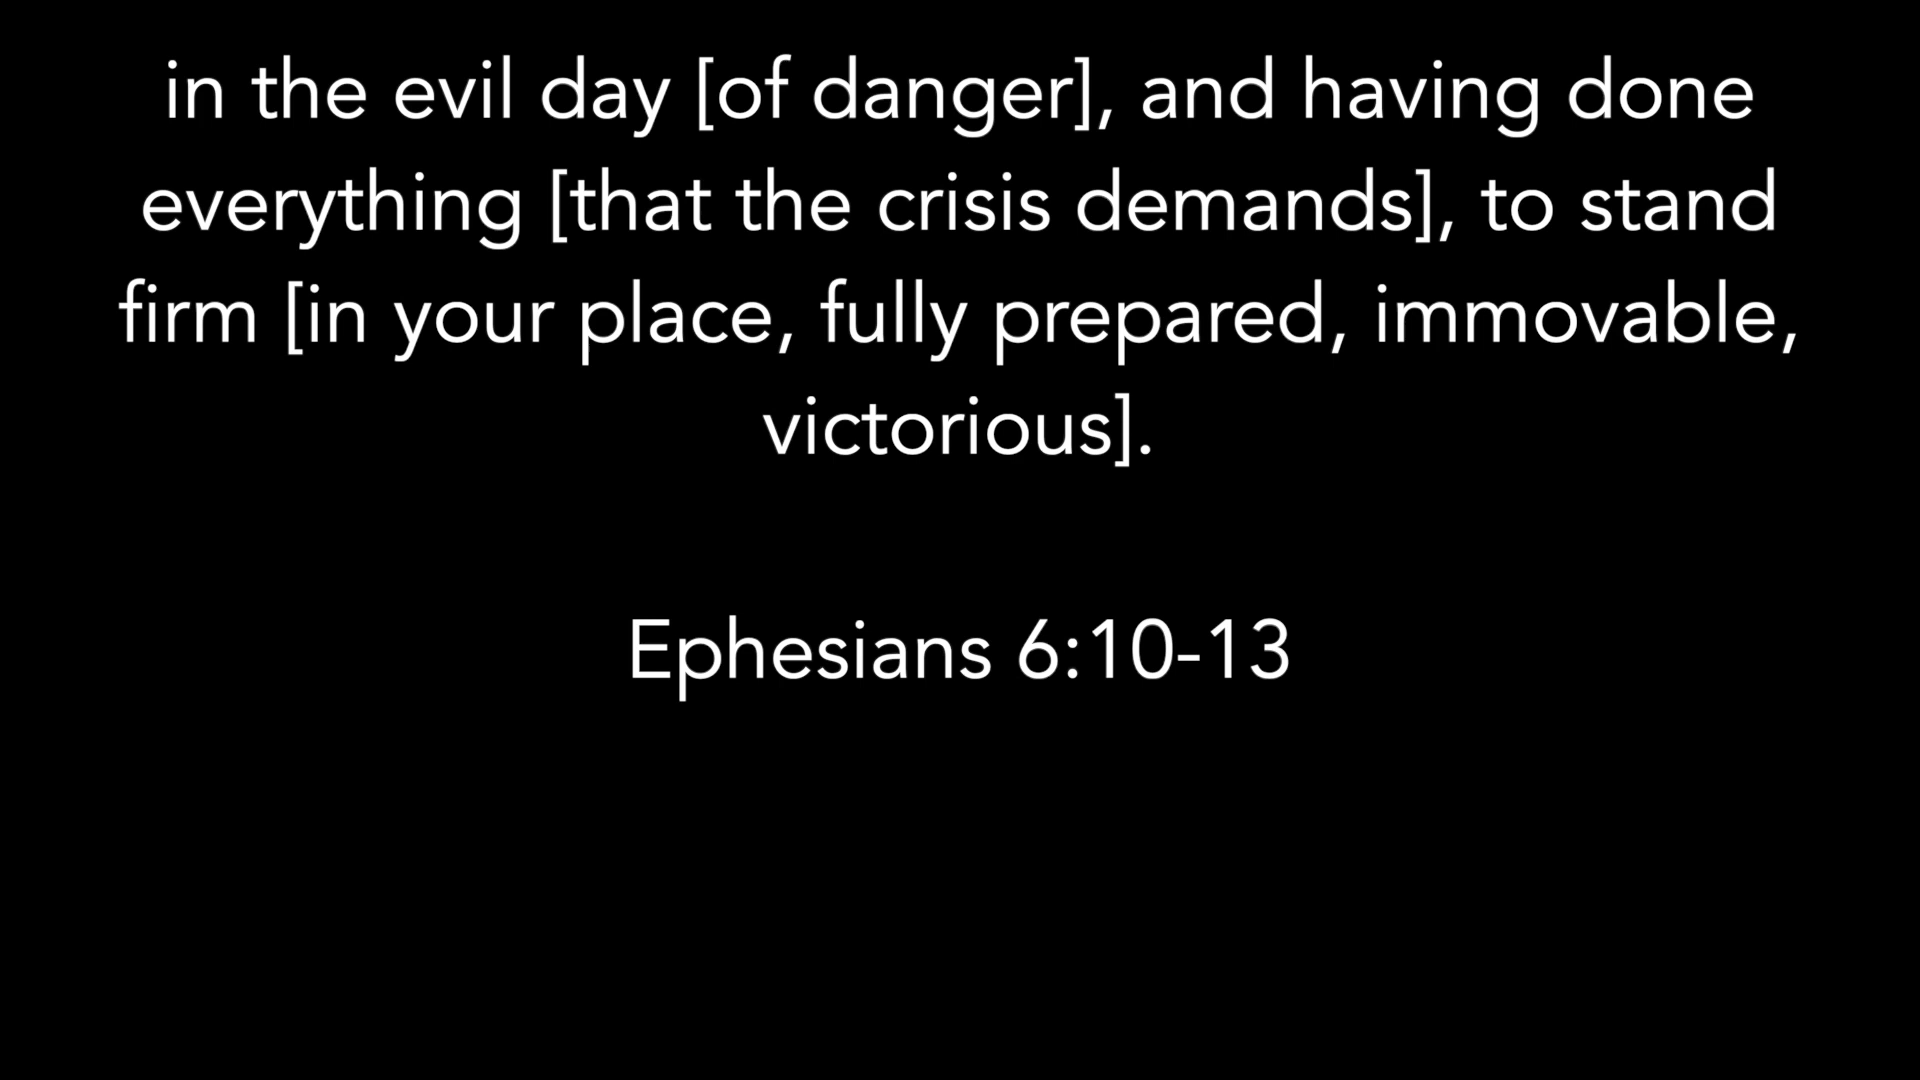 in the evil day [of danger], and having done
everything [that the crisis demands], to stand
firm [in your place, fully prepared, immovable,
victorious].
Ephesians 6:10-13